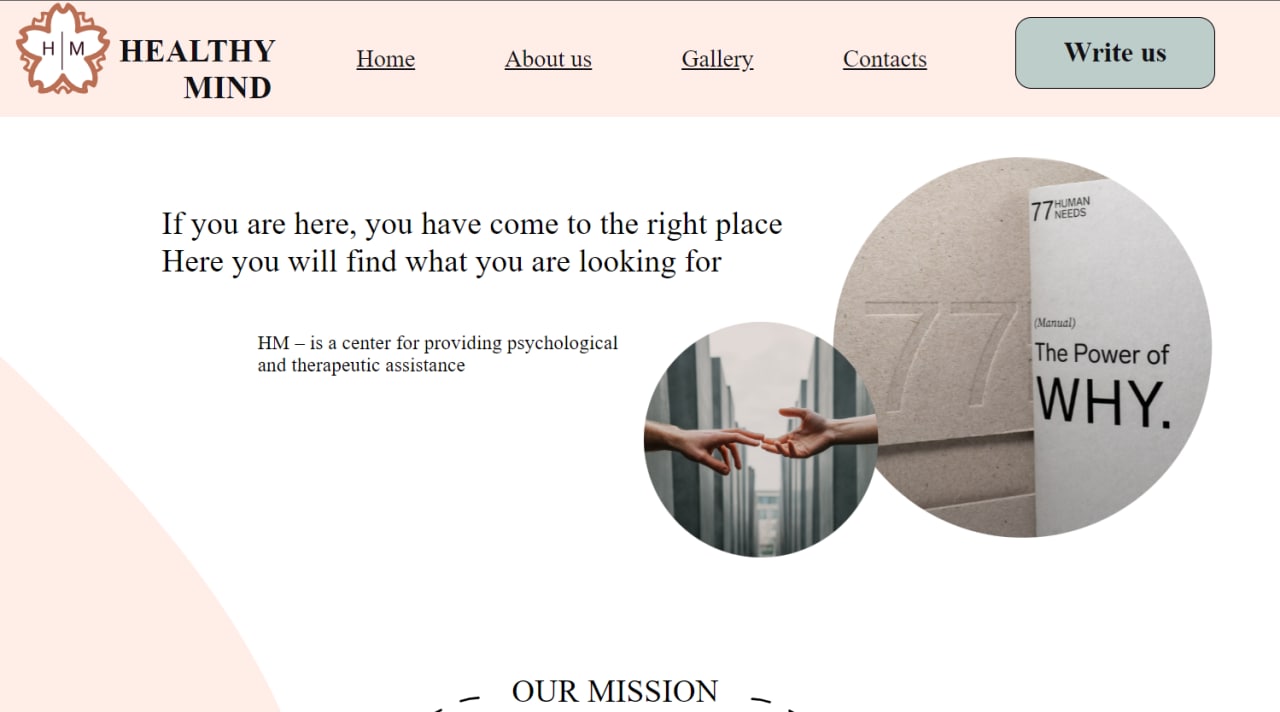 H M
HEALTHY
MIND
Home
About us
Gallery
Contacts
Write us
If you are here, you have come to the right place
Here you will find what you are looking for
HM – is a center for providing psychological
and therapeutic assistance
77
77 HUMAN
NEEDS
(Manual)
The Power of
WHY.
OUR MISSION